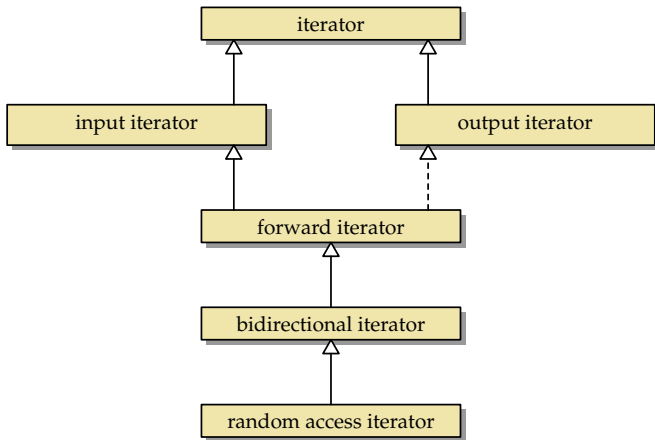 iterator
input iterator
output iterator
forward iterator
bidirectional iterator
random access iterator